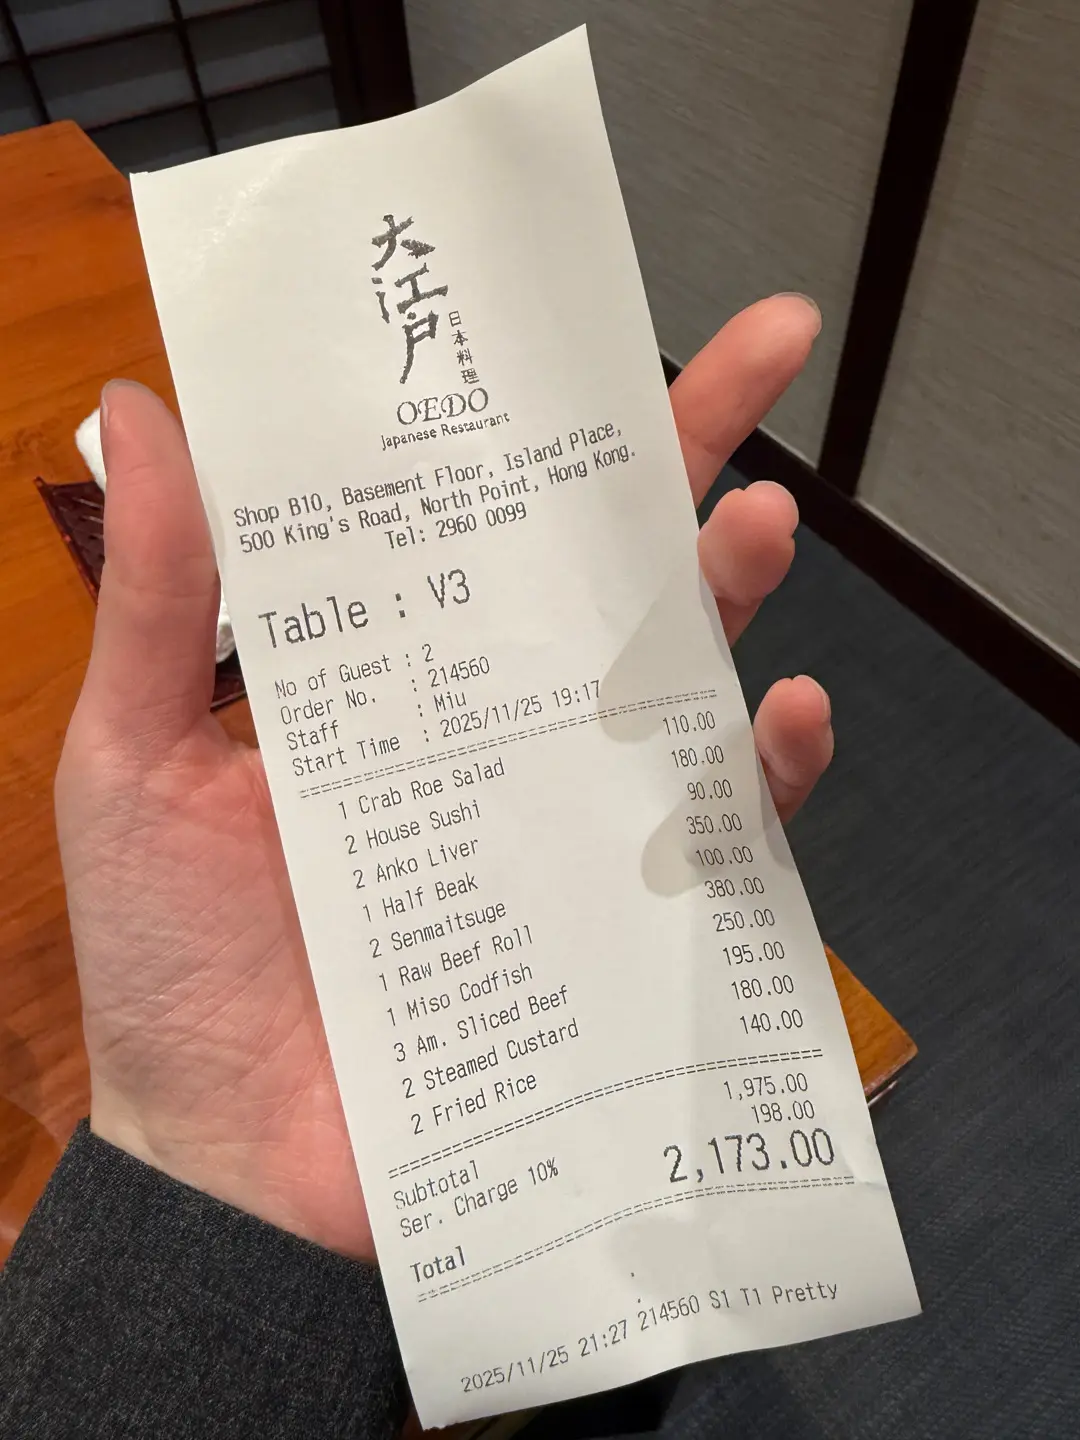 大江戸
日本料理
OEDO
Japanese Restaurant
Shop B10, Basement Floor, Island Place,
500 King's Road, North Point, Hong Kong.
Tel: 2960 0099
Table : V3
No of Guest : 2
Order No. : 214560
Staff : Miu
Start Time : 2025/11/25 19:17
1 Crab Roe Salad 110.00
2 House Sushi 180.00
2 Anko Liver 90.00
1 Half Beak 350.00
2 Senmaitsuge 100.00
1 Raw Beef Roll 380.00
1 Miso Codfish 250.00
3 Am. Sliced Beef 195.00
2 Steamed Custard 180.00
2 Fried Rice 140.00
Subtotal 1,975.00
Ser. Charge 10% 198.00
Total 2,173.00
2025/11/25 21:27 214560 S1 T1 Pretty